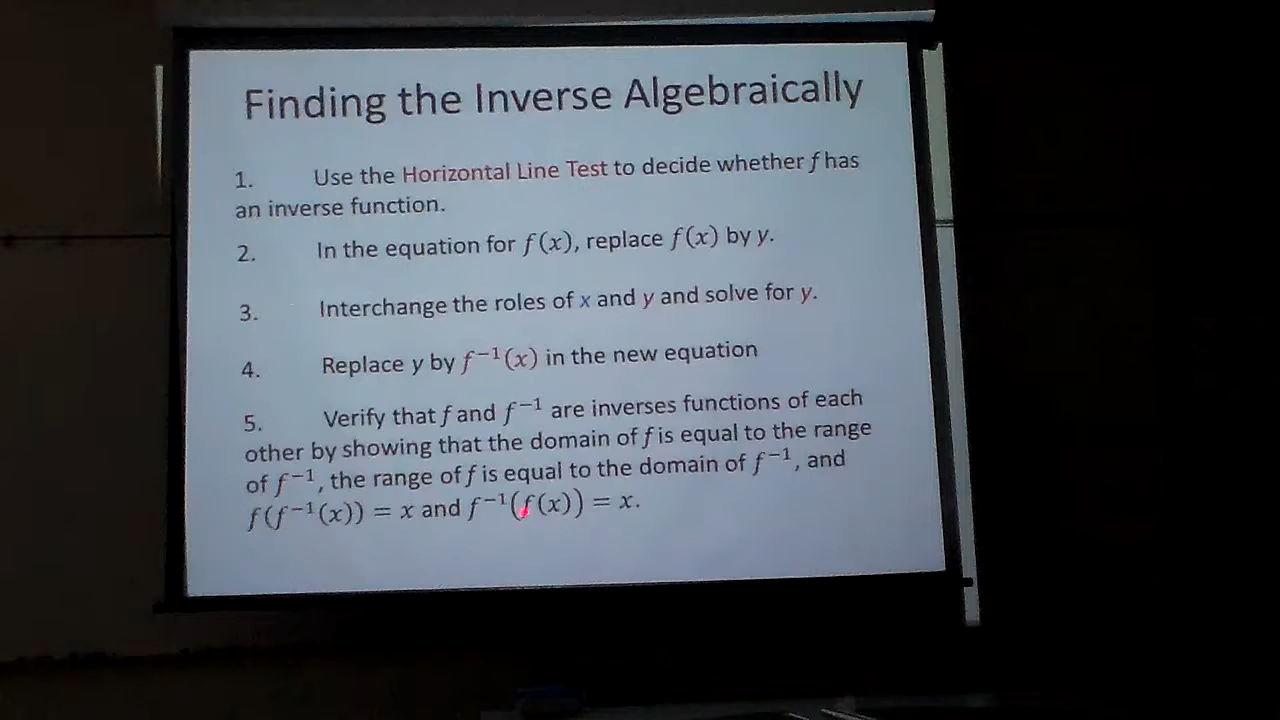 Finding the Inverse Algebraically
1. Use the Horizontal Line Test to decide whether f has
an inverse function.
2. In the equation for f(x), replace f(x) by y.
3. Interchange the roles of x and y and solve for y.
4. Replace y by f⁻¹(x) in the new equation
5. Verify that f and f⁻¹ are inverses functions of each
other by showing that the domain of f is equal to the range
of f⁻¹, the range of f is equal to the domain of f⁻¹, and
f(f⁻¹(x)) = x and f⁻¹(f(x)) = x.